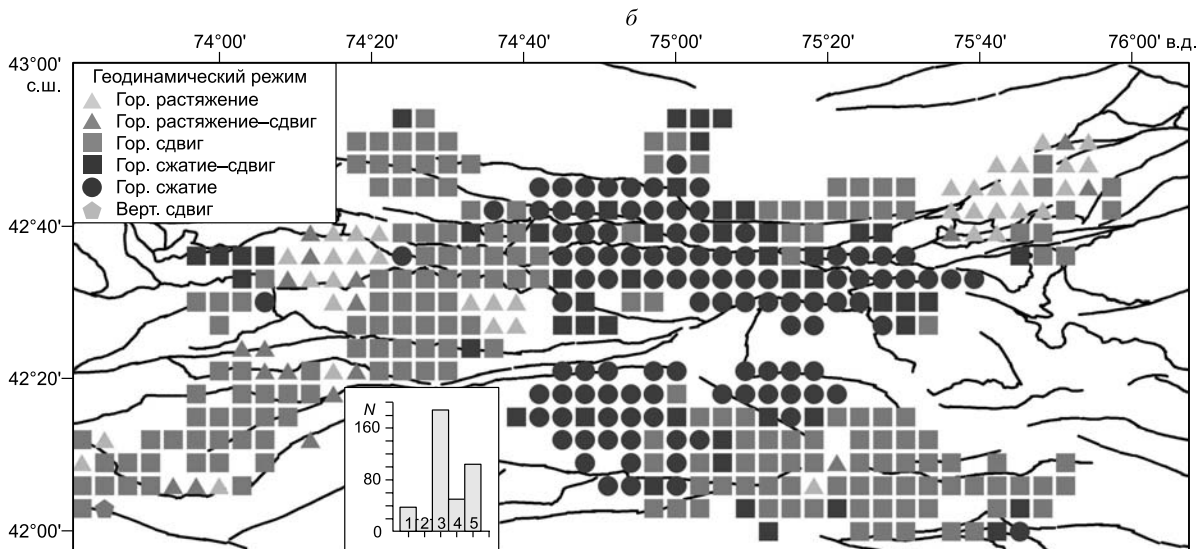 б
74°00' 74°20' 74°40' 75°00' 75°20' 75°40' 76°00' в.д.
43°00'
с.ш.
Геодинамический режим
Гор. растяжение
Гор. растяжение–сдвиг
Гор. сдвиг
Гор. сжатие–сдвиг
Гор. сжатие
Верт. сдвиг
42°40'
42°20'
N
160
80
0
1 2 3 4 5
42°00'